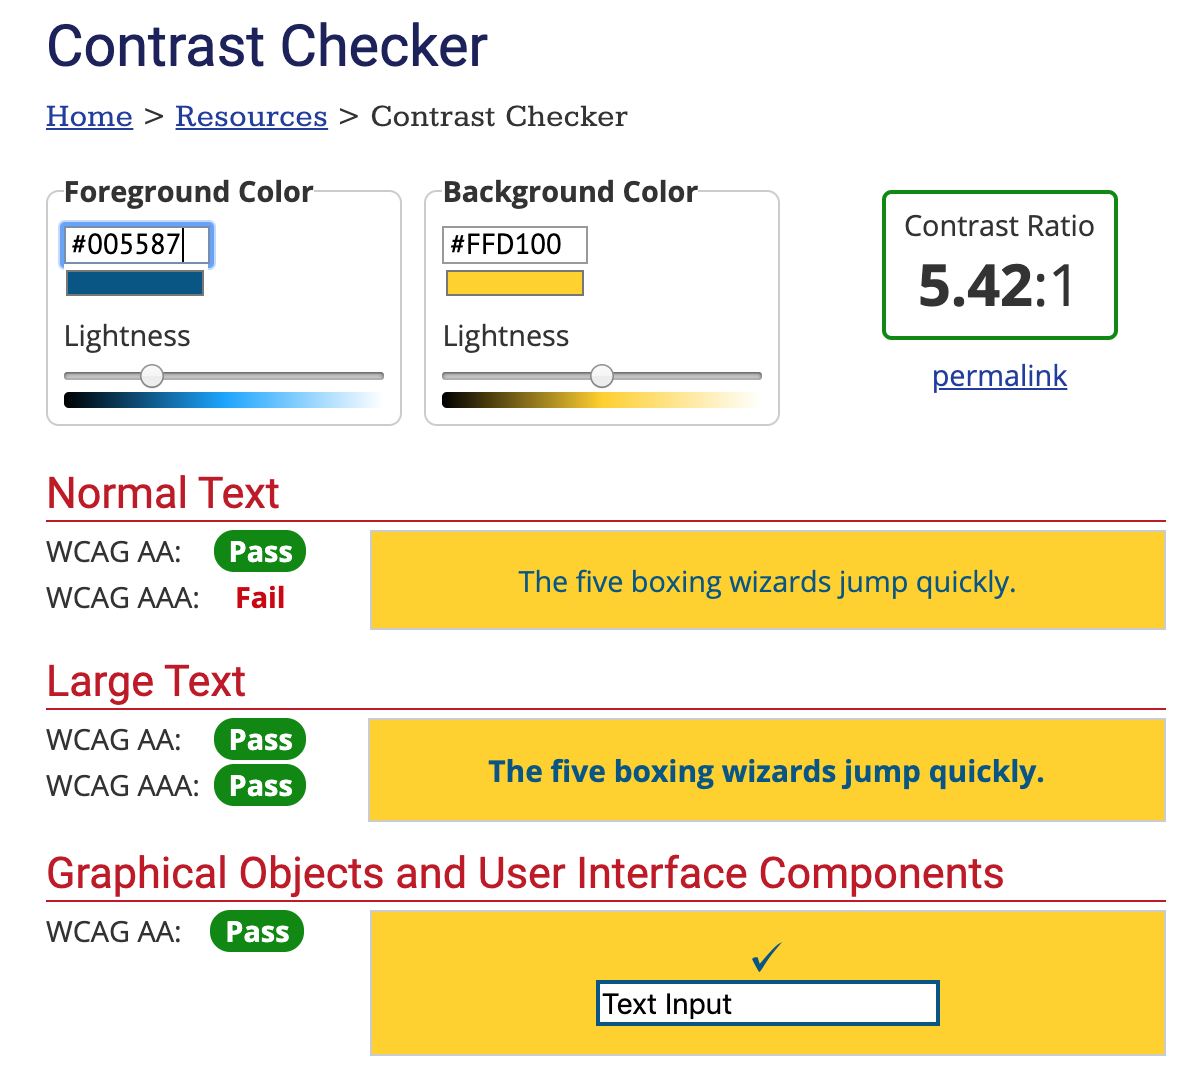 Contrast Checker
Home > Resources > Contrast Checker
Foreground Color
#005587
Lightness
Background Color
#FFD100
Lightness
Contrast Ratio
5.42:1
permalink
Normal Text
WCAG AA: Pass
WCAG AAA: Fail
The five boxing wizards jump quickly.
Large Text
WCAG AA: Pass
WCAG AAA: Pass
The five boxing wizards jump quickly.
Graphical Objects and User Interface Components
WCAG AA: Pass
✓
Text Input